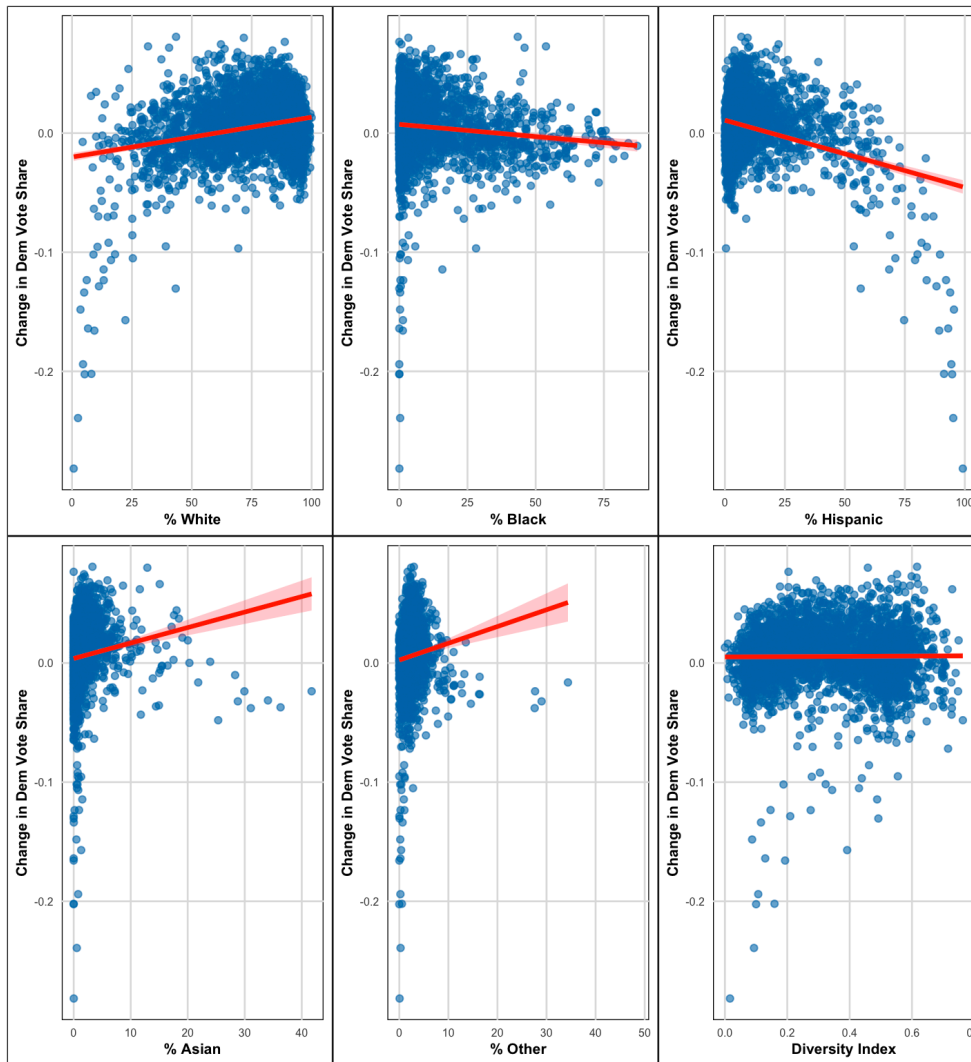 Change in Dem Vote Share
0.0
-0.1
-0.2
0 25 50 75 100
% White
Change in Dem Vote Share
0.0
-0.1
-0.2
0 25 50 75
% Black
Change in Dem Vote Share
0.0
-0.1
-0.2
0 25 50 75 100
% Hispanic
Change in Dem Vote Share
0.0
-0.1
-0.2
0 10 20 30 40
% Asian
Change in Dem Vote Share
0.0
-0.1
-0.2
0 10 20 30 40 50
% Other
Change in Dem Vote Share
0.0
-0.1
-0.2
0.0 0.2 0.4 0.6
Diversity Index